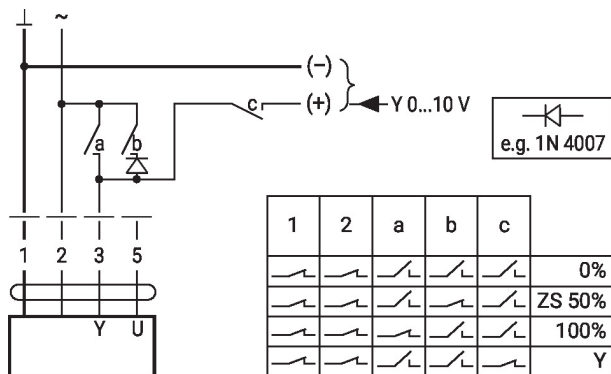 ⊥ ~
(–)
c (+) Y 0...10 V
a b
e.g. 1N 4007
1 2 3 5
Y U
1 2 a b c
0%
ZS 50%
100%
Y